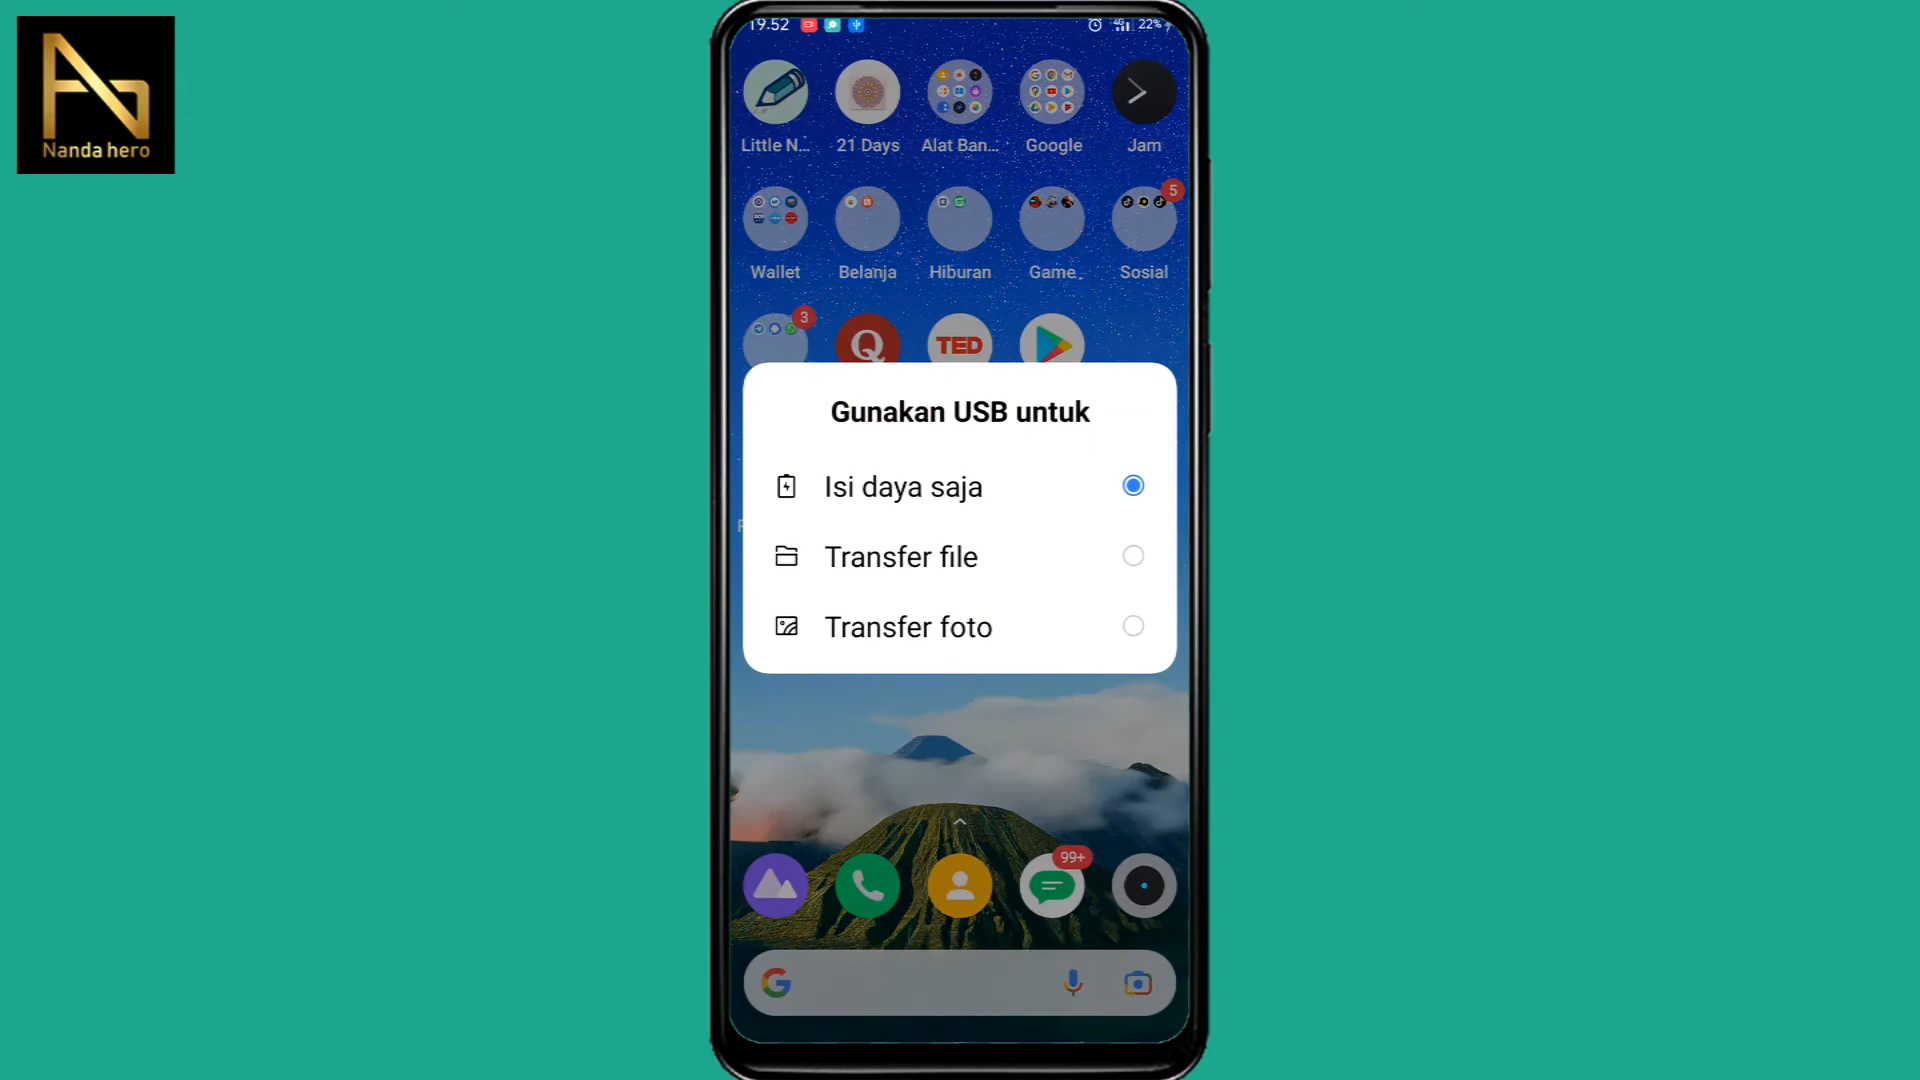 Nanda hero
19.52
4G 22%
Little N...
21 Days
Alat Ban...
Google
Jam
5
Wallet
Belanja
Hiburan
Game
Sosial
3
Q
TED
Gunakan USB untuk
Isi daya saja
Transfer file
Transfer foto
99+